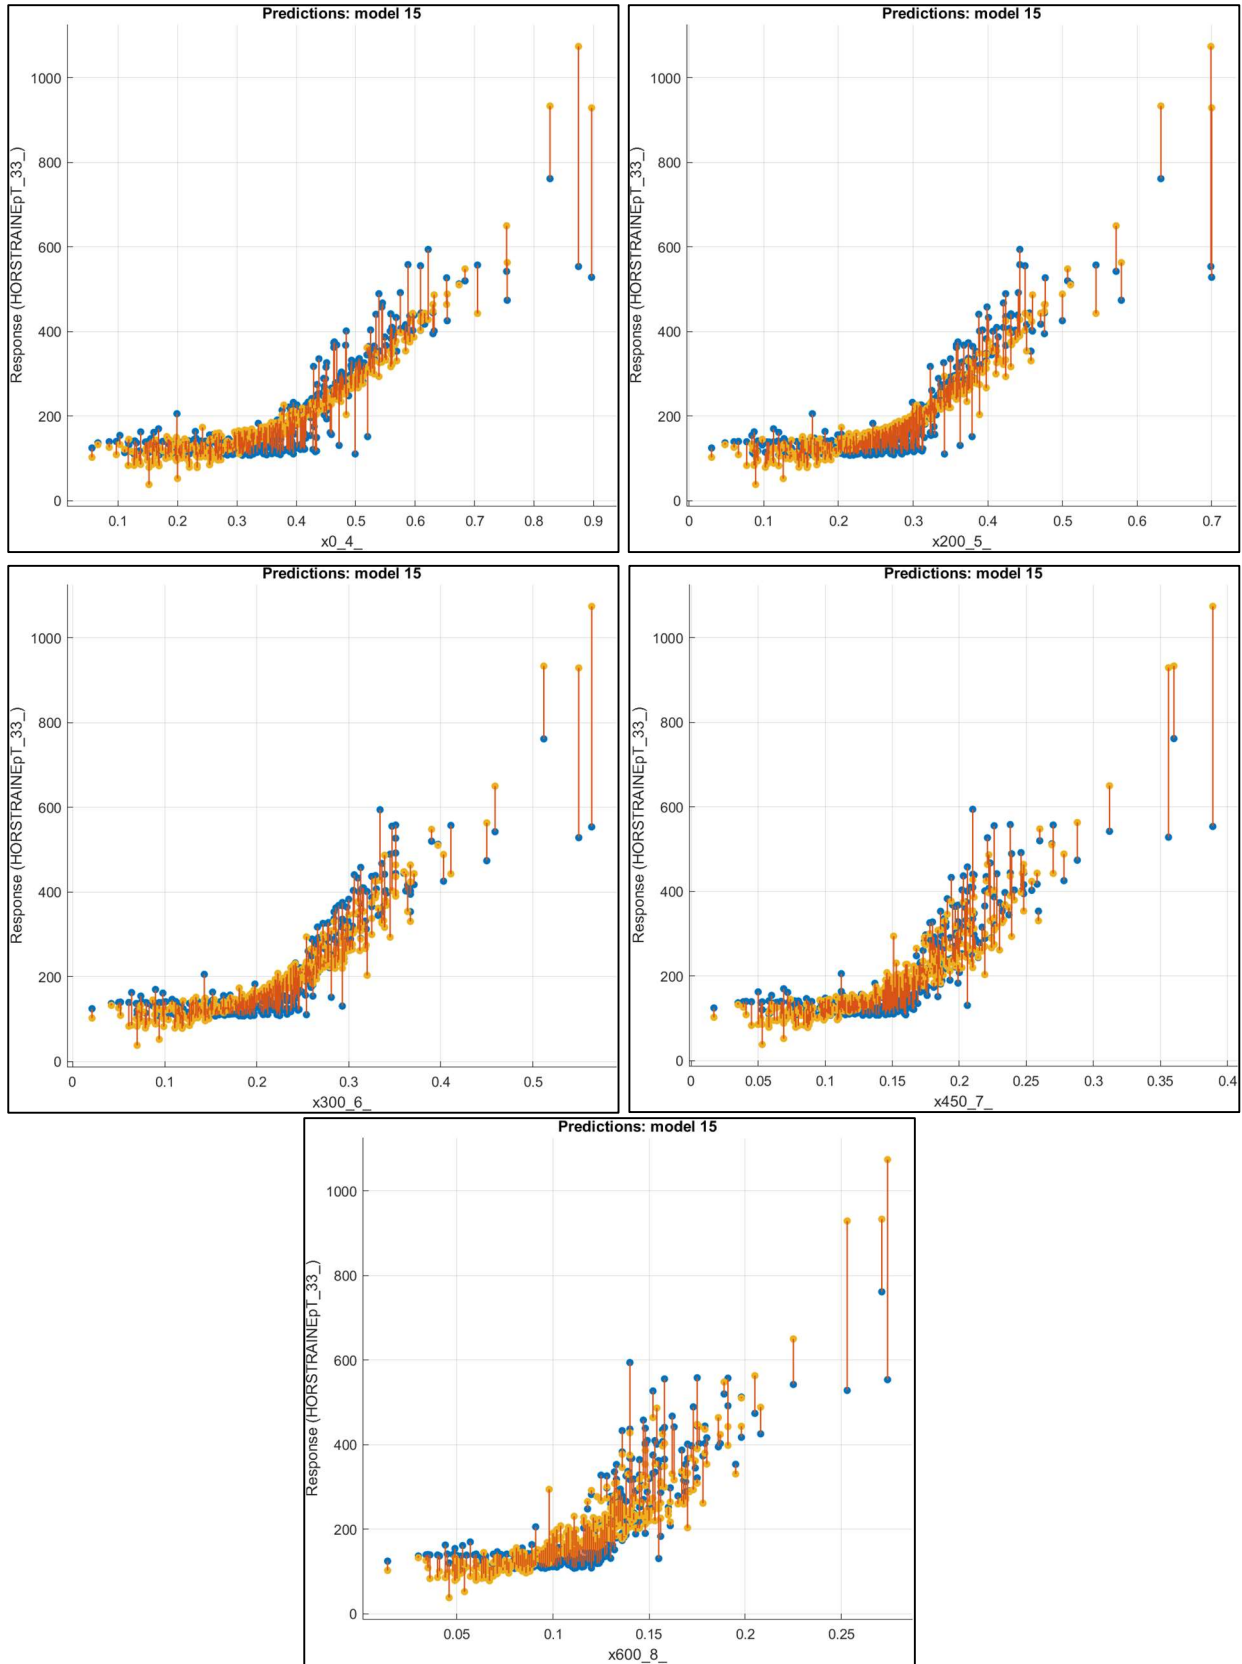 Predictions: model 15
Response (HORSTRAINEpT_33_)
1000
800
600
400
200
0
0.1 0.2 0.3 0.4 0.5 0.6 0.7 0.8 0.9
x0_4_
Predictions: model 15
Response (HORSTRAINEpT_33_)
1000
800
600
400
200
0
0 0.1 0.2 0.3 0.4 0.5 0.6 0.7
x200_5_
Predictions: model 15
Response (HORSTRAINEpT_33_)
1000
800
600
400
200
0
0 0.1 0.2 0.3 0.4 0.5
x300_6_
Predictions: model 15
Response (HORSTRAINEpT_33_)
1000
800
600
400
200
0
0 0.05 0.1 0.15 0.2 0.25 0.3 0.35 0.4
x450_7_
Predictions: model 15
Response (HORSTRAINEpT_33_)
1000
800
600
400
200
0
0.05 0.1 0.15 0.2 0.25
x600_8_